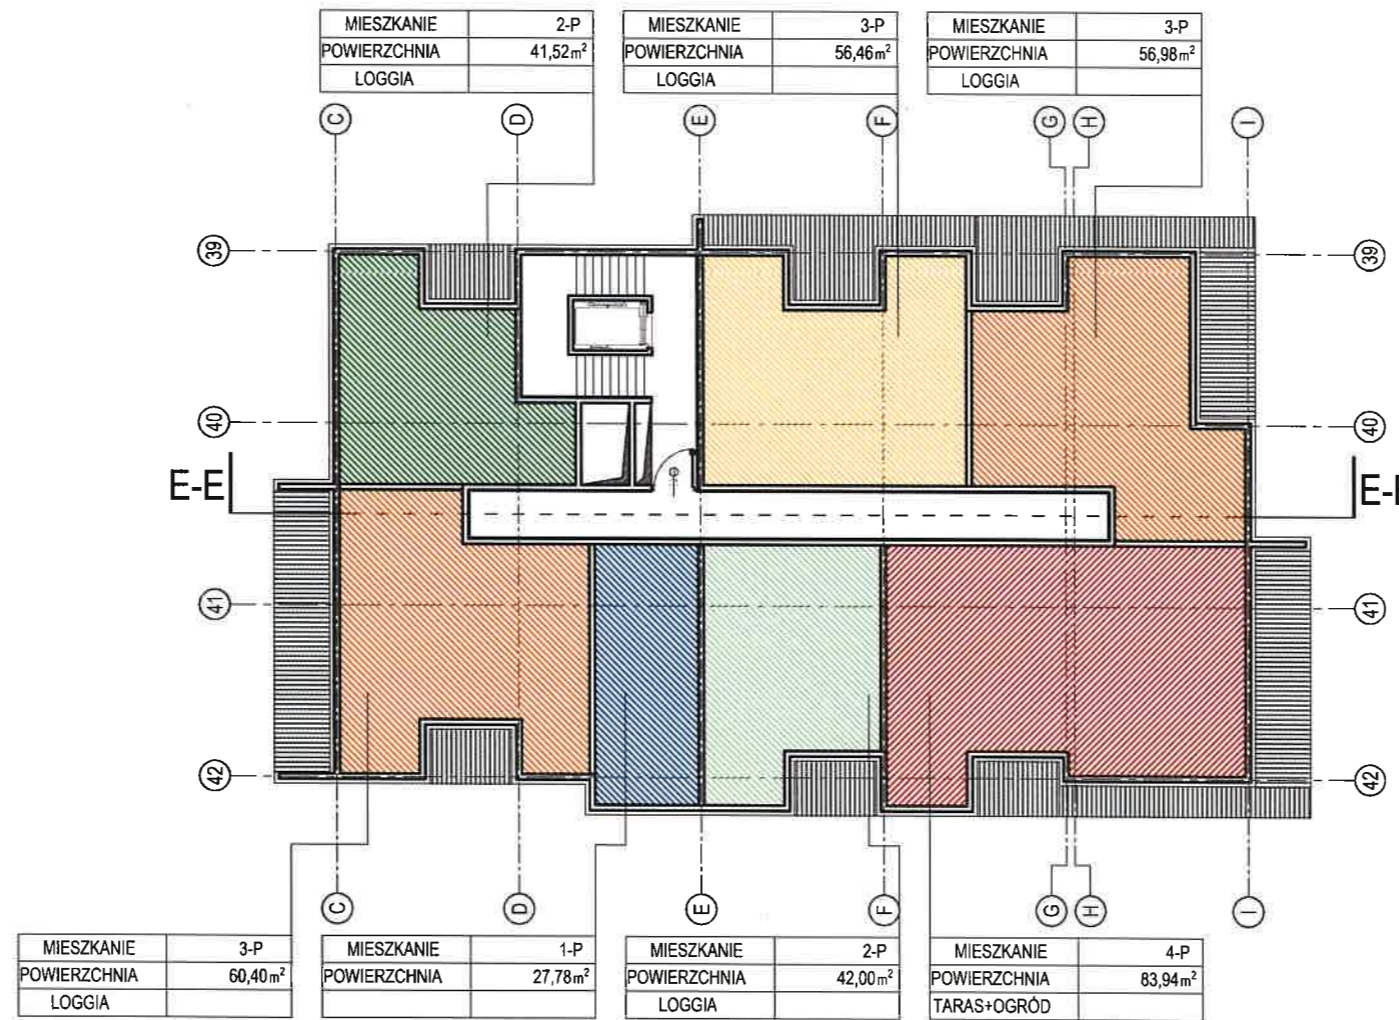 MIESZKANIE 2-P
POWIERZCHNIA 41,52m²
LOGGIA
MIESZKANIE 3-P
POWIERZCHNIA 56,46m²
LOGGIA
MIESZKANIE 3-P
POWIERZCHNIA 56,98m²
LOGGIA
C D E F G H I
39 39
40 40
E-E E-E
41 41
42 42
C D E F G H I
MIESZKANIE 3-P
POWIERZCHNIA 60,40m²
LOGGIA
MIESZKANIE 1-P
POWIERZCHNIA 27,78m²
MIESZKANIE 2-P
POWIERZCHNIA 42,00m²
LOGGIA
MIESZKANIE 4-P
POWIERZCHNIA 83,94m²
TARAS+OGRÓD